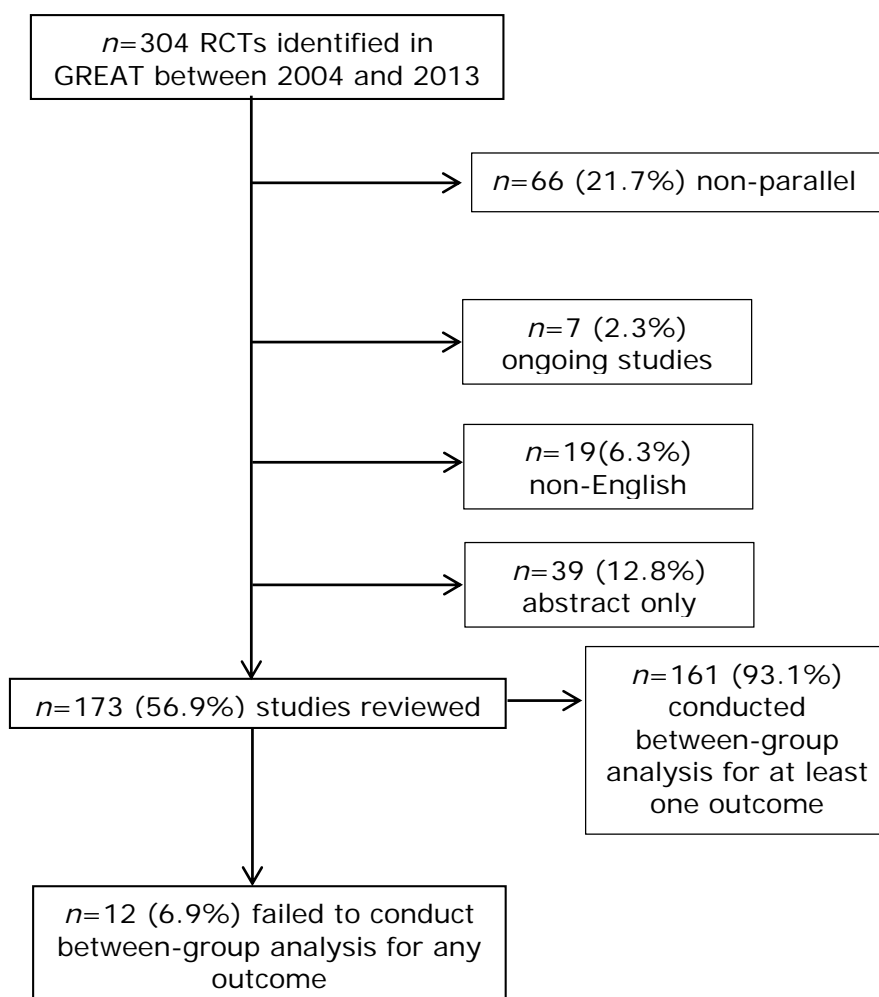 n=304 RCTs identified in
GREAT between 2004 and 2013
n=66 (21.7%) non-parallel
n=7 (2.3%)
ongoing studies
n=19(6.3%)
non-English
n=39 (12.8%)
abstract only
n=173 (56.9%) studies reviewed
n=161 (93.1%)
conducted
between-group
analysis for at least
one outcome
n=12 (6.9%) failed to conduct
between-group analysis for any
outcome